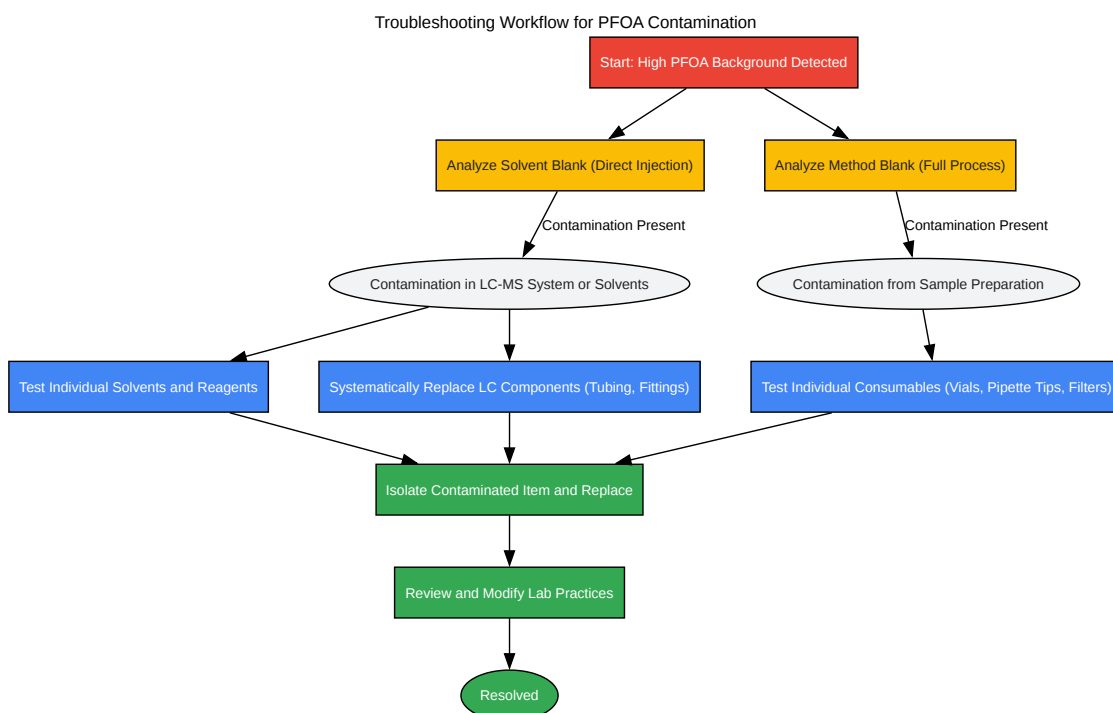 Troubleshooting Workflow for PFOA Contamination
Start: High PFOA Background Detected
Analyze Solvent Blank (Direct Injection)
Analyze Method Blank (Full Process)
Contamination Present
Contamination Present
Contamination in LC-MS System or Solvents
Contamination from Sample Preparation
Test Individual Solvents and Reagents
Systematically Replace LC Components (Tubing, Fittings)
Test Individual Consumables (Vials, Pipette Tips, Filters)
Isolate Contaminated Item and Replace
Review and Modify Lab Practices
Resolved